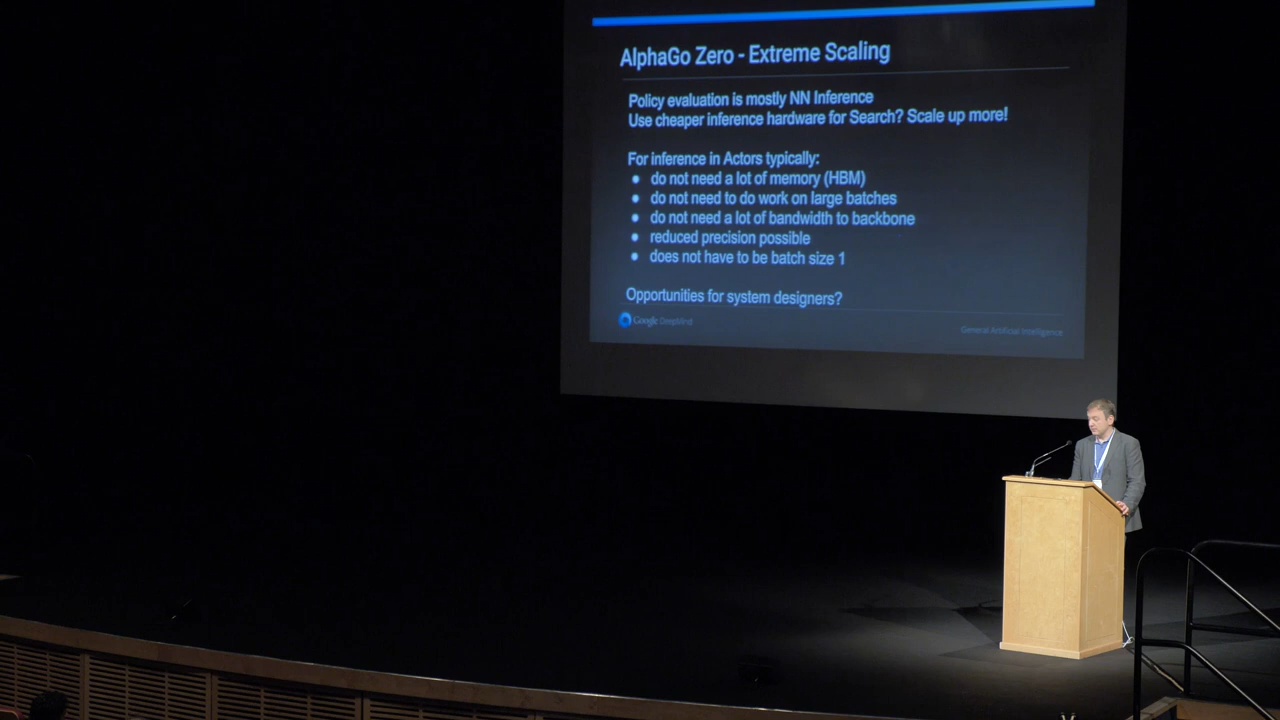 AlphaGo Zero - Extreme Scaling
Policy evaluation is mostly NN Inference
Use cheaper inference hardware for Search? Scale up more!
For inference in Actors typically:
● do not need a lot of memory (HBM)
● do not need to do work on large batches
● do not need a lot of bandwidth to backbone
● reduced precision possible
● does not have to be batch size 1
Opportunities for system designers?
Google DeepMind
General Artificial Intelligence